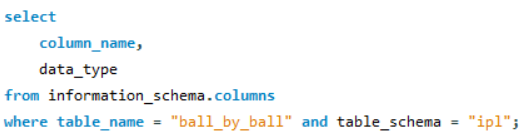 select
column_name,
data_type
from information_schema.columns
where table_name = "ball_by_ball" and table_schema = "ipl";